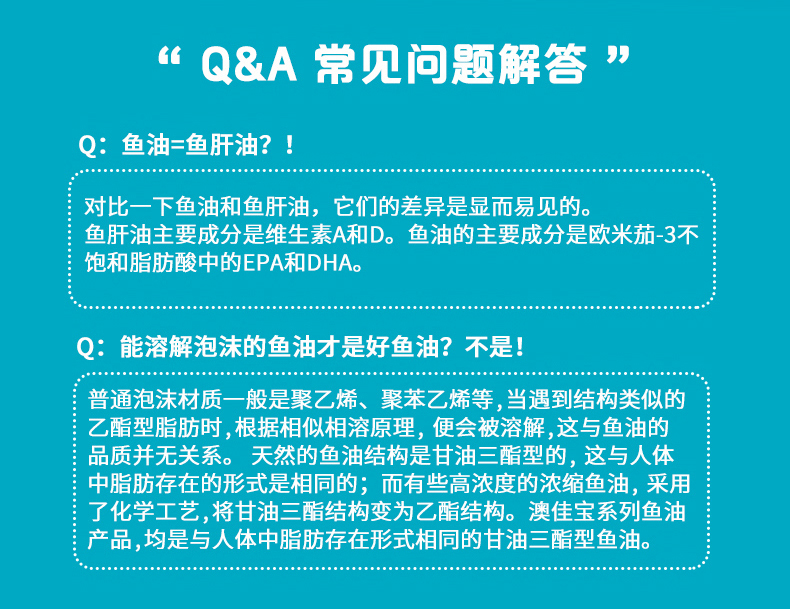 “ Q&A 常见问题解答 ”
Q：鱼油=鱼肝油？！
对比一下鱼油和鱼肝油，它们的差异是显而易见的。
鱼肝油主要成分是维生素A和D。鱼油的主要成分是欧米茄-3不
饱和脂肪酸中的EPA和DHA。
Q：能溶解泡沫的鱼油才是好鱼油？不是！
普通泡沫材质一般是聚乙烯、聚苯乙烯等,当遇到结构类似的
乙酯型脂肪时,根据相似相溶原理, 便会被溶解,这与鱼油的
品质并无关系。 天然的鱼油结构是甘油三酯型的, 这与人体
中脂肪存在的形式是相同的；而有些高浓度的浓缩鱼油, 采用
了化学工艺,将甘油三酯结构变为乙酯结构。澳佳宝系列鱼油
产品,均是与人体中脂肪存在形式相同的甘油三酯型鱼油。